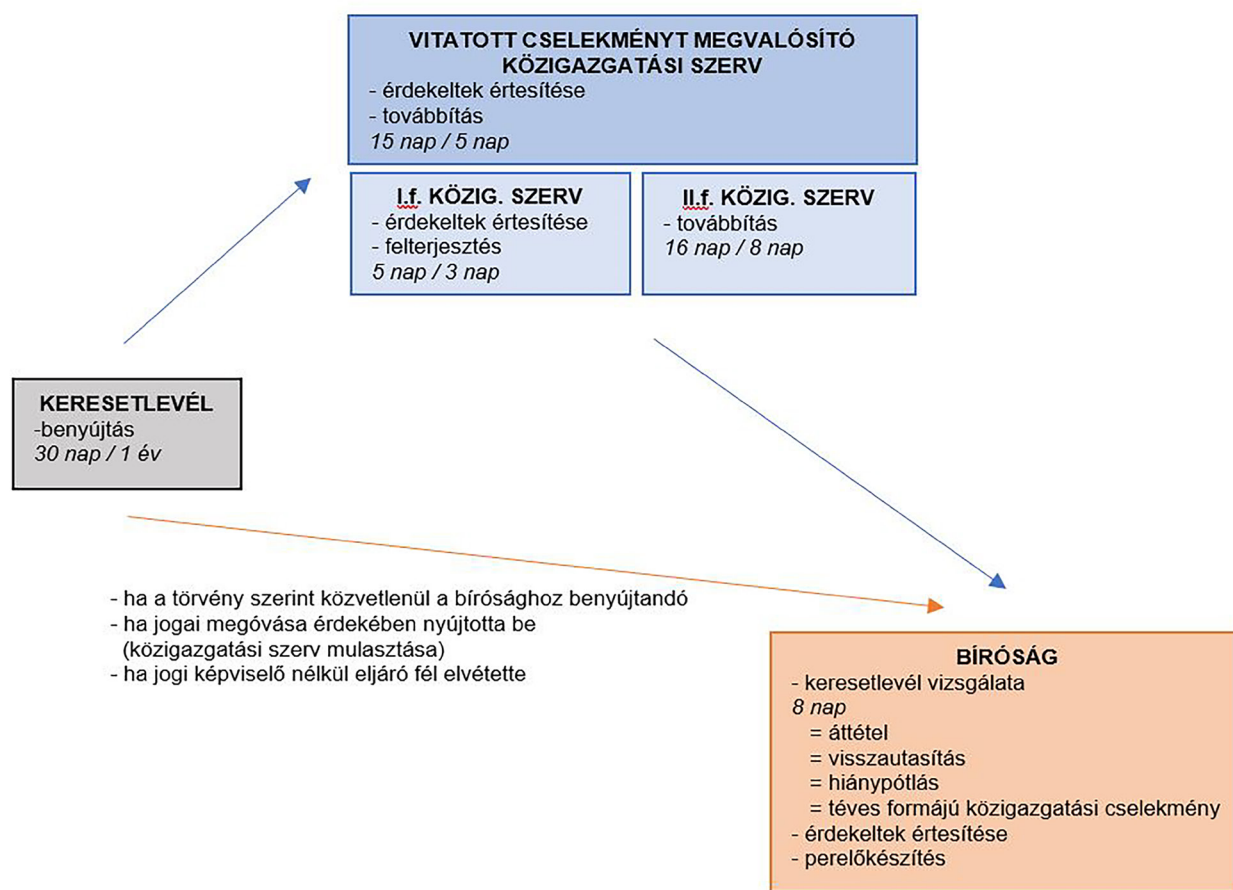 VITATOTT CSELEKMÉNYT MEGVALÓSÍTÓ
KÖZIGAZGATÁSI SZERV
- érdekeltek értesítése
- továbbítás
15 nap / 5 nap
I.f. KÖZIG. SZERV
- érdekeltek értesítése
- felterjesztés
5 nap / 3 nap
II.f. KÖZIG. SZERV
- továbbítás
16 nap / 8 nap
KERESETLEVÉL
-benyújtás
30 nap / 1 év
- ha a törvény szerint közvetlenül a bírósághoz benyújtandó
- ha jogai megóvása érdekében nyújtotta be
(közigazgatási szerv mulasztása)
- ha jogi képviselő nélkül eljáró fél elvétette
BÍRÓSÁG
- keresetlevél vizsgálata
8 nap
= áttétel
= visszautasítás
= hiánypótlás
= téves formájú közigazgatási cselekmény
- érdekeltek értesítése
- perelőkészítés